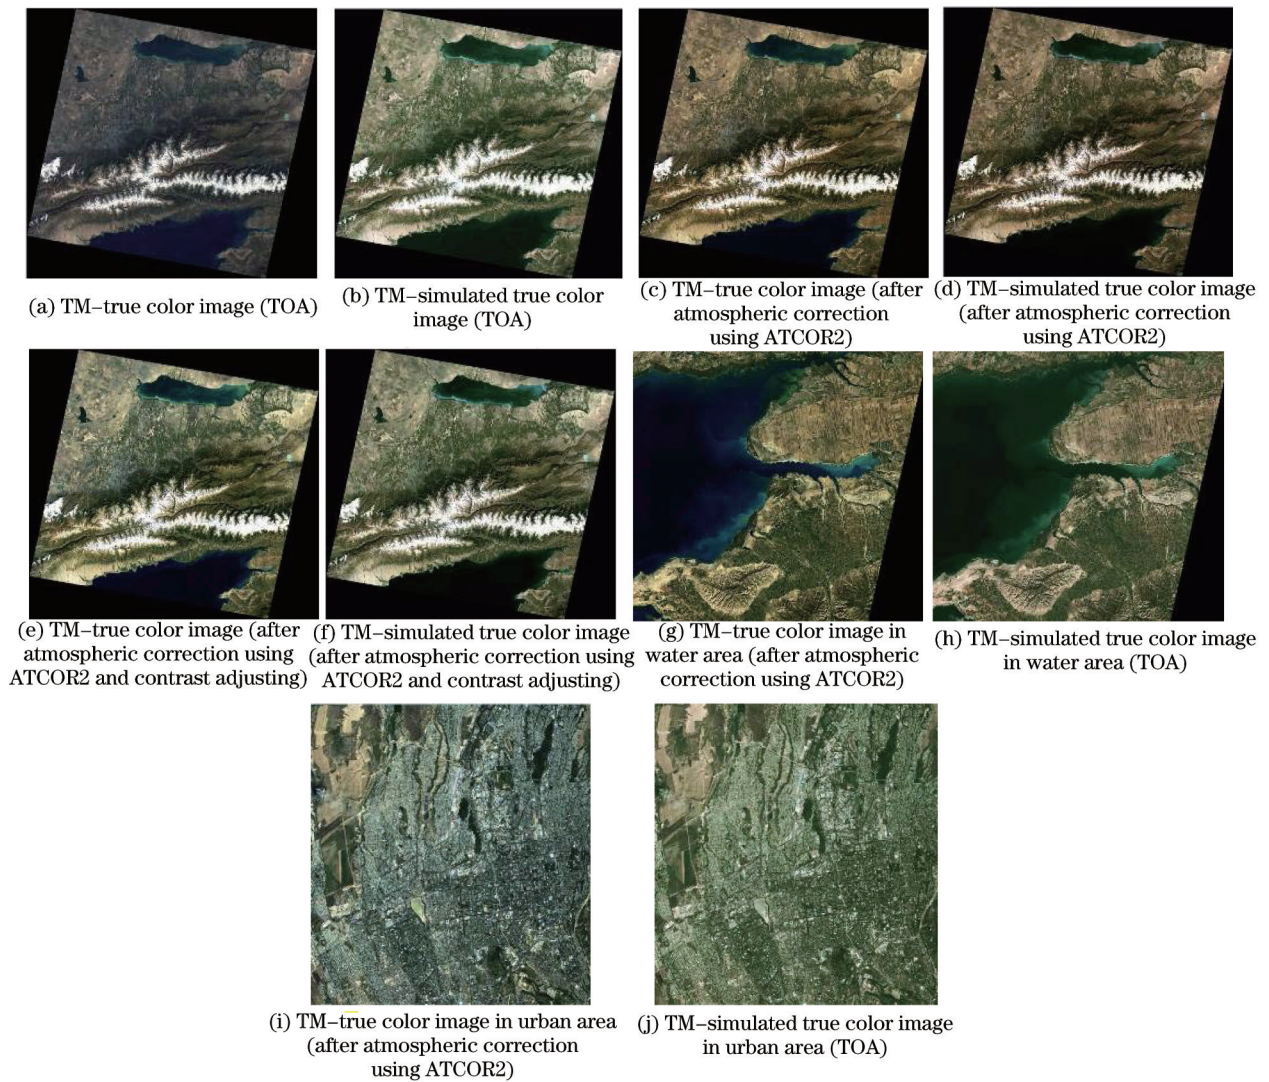 (a) TM–true color image (TOA)
(b) TM–simulated true color
image (TOA)
(c) TM–true color image (after
atmospheric correction
using ATCOR2)
(d) TM–simulated true color image
(after atmospheric correction
using ATCOR2)
(e) TM–true color image (after
atmospheric correction using
ATCOR2 and contrast adjusting)
(f) TM–simulated true color image
(after atmospheric correction using
ATCOR2 and contrast adjusting)
(g) TM–true color image in
water area (after atmospheric
correction using ATCOR2)
(h) TM–simulated true color image
in water area (TOA)
(i) TM–true color image in urban area
(after atmospheric correction
using ATCOR2)
(j) TM–simulated true color image
in urban area (TOA)